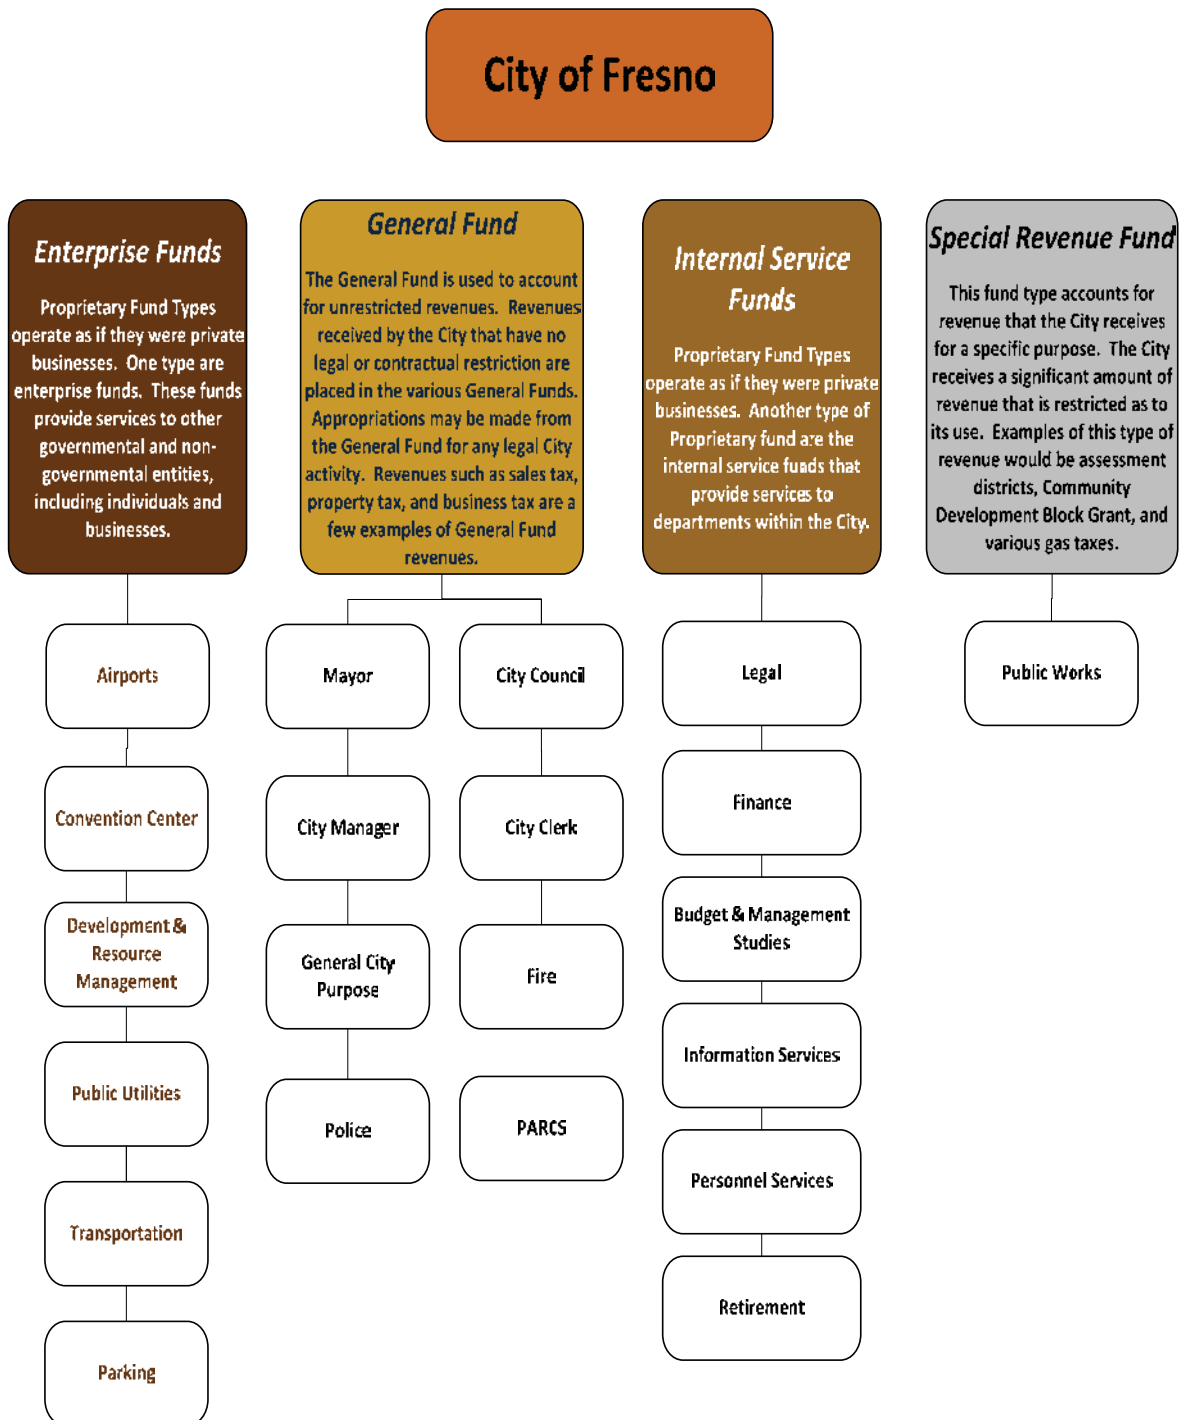 City of Fresno
Enterprise Funds
Proprietary Fund Types
operate as if they were private
businesses.  One type are
enterprise funds.  These funds
provide services to other
governmental and non-
governmental entities,
including individuals and
businesses.
General Fund
The General Fund is used to account
for unrestricted revenues.  Revenues
received by the City that have no
legal or contractual restriction are
placed in the various General Funds.
Appropriations may be made from
the General Fund for any legal City
activity.  Revenues such as sales tax,
property tax, and business tax are a
few examples of General Fund
revenues.
Internal Service
Funds
Proprietary Fund Types
operate as if they were private
businesses.  Another type of
Proprietary fund are the
internal service funds that
provide services to
departments within the City.
Special Revenue Fund
This fund type accounts for
revenue that the City receives
for a specific purpose.  The City
receives a significant amount of
revenue that is restricted as to
its use.  Examples of this type of
revenue would be assessment
districts, Community
Development Block Grant, and
various gas taxes.
Airports
Convention Center
Development &
Resource
Management
Public Utilities
Transportation
Parking
Mayor
City Manager
General City
Purpose
Police
City Council
City Clerk
Fire
PARCS
Legal
Finance
Budget & Management
Studies
Information Services
Personnel Services
Retirement
Public Works